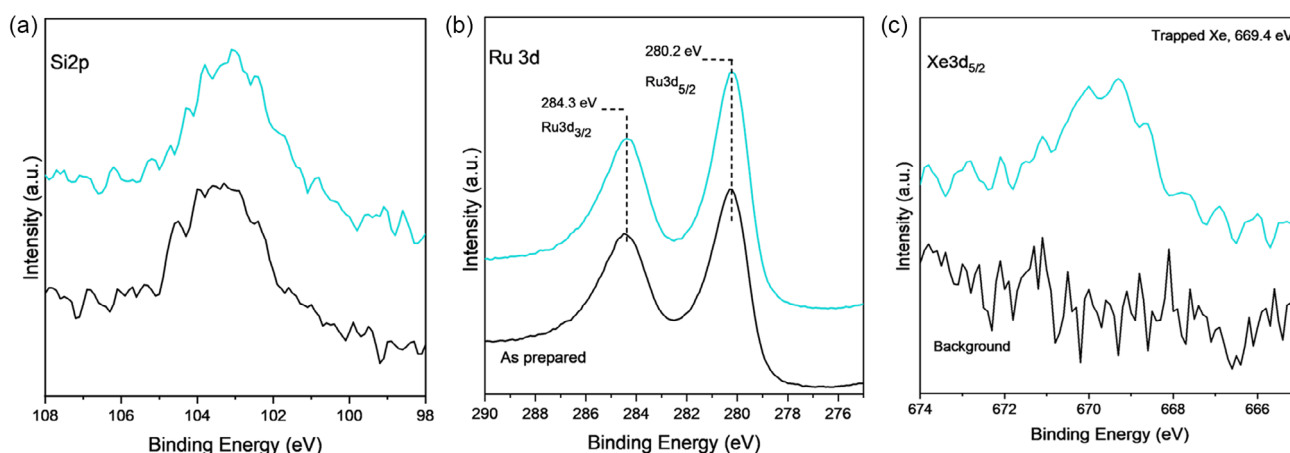 (a)
Si2p
Intensity (a.u.)
108 106 104 102 100 98
Binding Energy (eV)
(b)
Ru 3d
280.2 eV
Ru3d5/2
284.3 eV
Ru3d3/2
As prepared
Intensity (a.u.)
290 288 286 284 282 280 278 276
Binding Energy (eV)
(c)
Trapped Xe, 669.4 eV
Xe3d5/2
Background
Intensity (a.u.)
674 672 670 668 666
Binding Energy (eV)